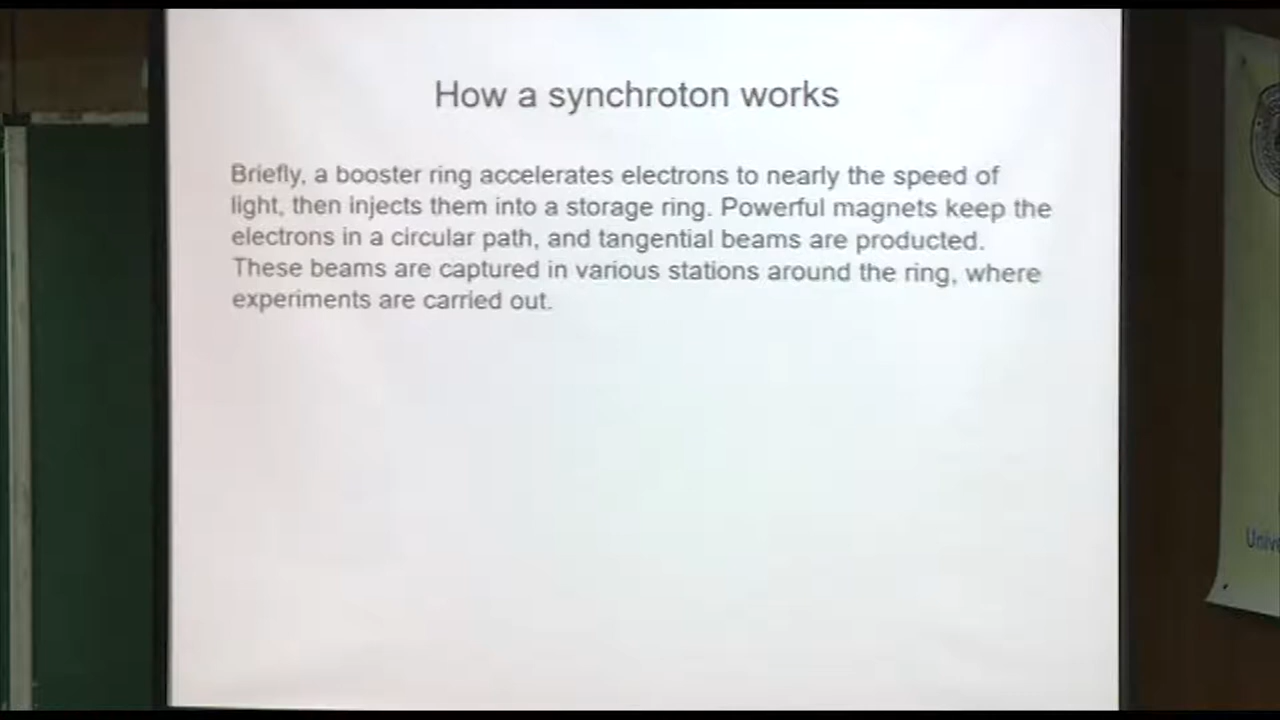 How a synchroton works
Briefly, a booster ring accelerates electrons to nearly the speed of
light, then injects them into a storage ring. Powerful magnets keep the
electrons in a circular path, and tangential beams are producted.
These beams are captured in various stations around the ring, where
experiments are carried out.